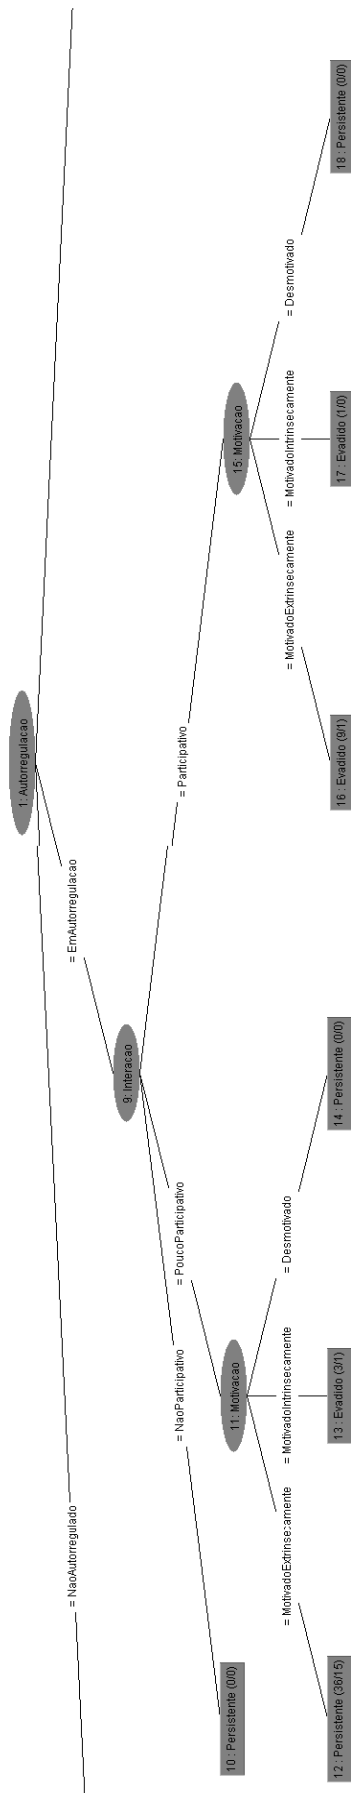 1: Autorregulacao
= NaoAutorregulado
= EmAutorregulacao
9: Interacao
= NaoParticipativo
= PoucoParticipativo
= Participativo
10 : Persistente (0/0)
11: Motivacao
15: Motivacao
= MotivadoExtrinsecamente
= MotivadoIntrinsecamente
= Desmotivado
= MotivadoExtrinsecamente
= MotivadoIntrinsecamente
= Desmotivado
12 : Persistente (36/15)
13 : Evadido (3/1)
14 : Persistente (0/0)
16 : Evadido (9/1)
17 : Evadido (1/0)
18 : Persistente (0/0)